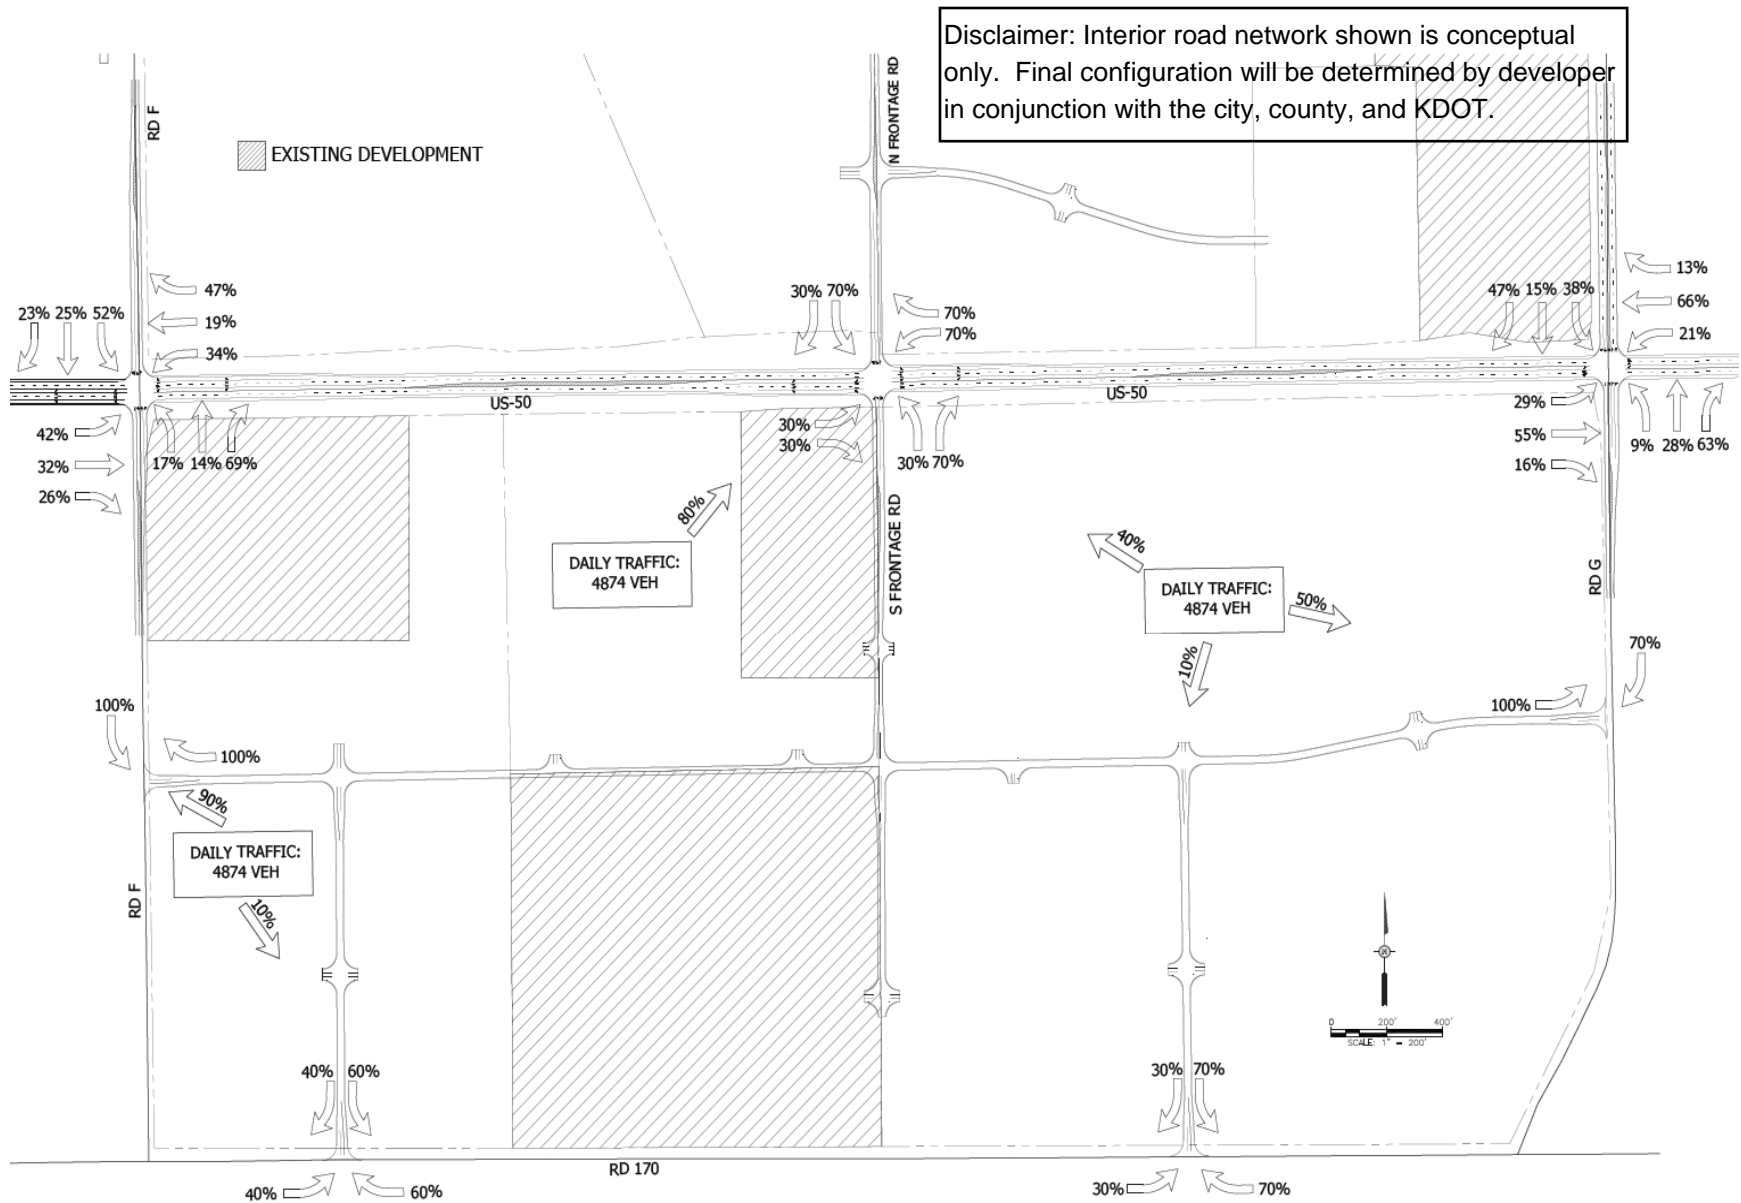 Disclaimer: Interior road network shown is conceptual
only. Final configuration will be determined by developer
in conjunction with the city, county, and KDOT.
RD F
N FRONTAGE RD
EXISTING DEVELOPMENT
47%
19%
34%
23% 25% 52%
30% 70%
70%
70%
47% 15% 38%
13%
66%
21%
US-50
US-50
42%
32%
26%
17% 14% 69%
30%
30%
30% 70%
29%
55%
16%
9% 28% 63%
80%
DAILY TRAFFIC:
4874 VEH
S FRONTAGE RD
40%
DAILY TRAFFIC:
4874 VEH
50%
10%
RD G
70%
100%
100%
100%
90%
DAILY TRAFFIC:
4874 VEH
10%
RD F
0 200' 400'
SCALE: 1" = 200'
40% 60%
30% 70%
RD 170
40% 60%
30% 70%